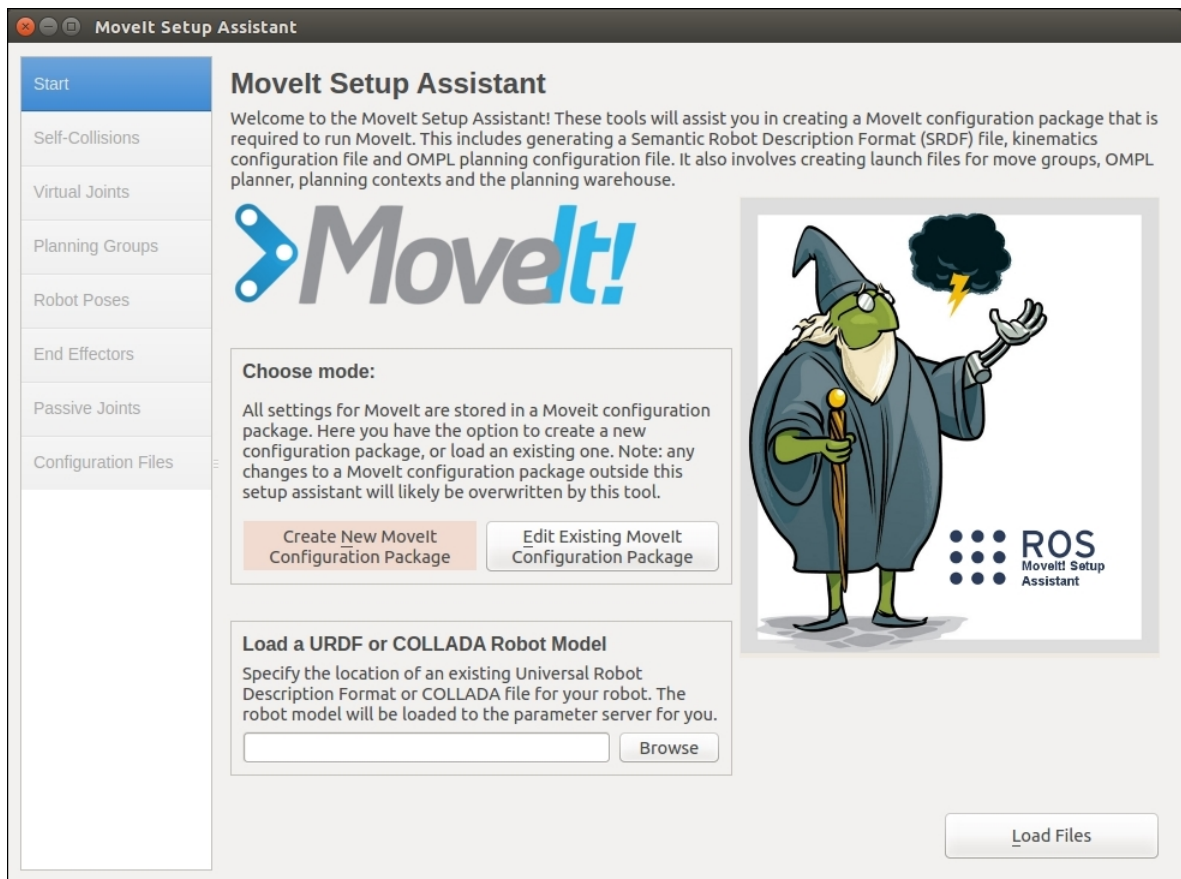 MoveIt Setup Assistant
Start
Self-Collisions
Virtual Joints
Planning Groups
Robot Poses
End Effectors
Passive Joints
Configuration Files
MoveIt Setup Assistant
Welcome to the MoveIt Setup Assistant! These tools will assist you in creating a MoveIt configuration package that is
required to run MoveIt. This includes generating a Semantic Robot Description Format (SRDF) file, kinematics
configuration file and OMPL planning configuration file. It also involves creating launch files for move groups, OMPL
planner, planning contexts and the planning warehouse.
MoveIt!
Choose mode:
All settings for MoveIt are stored in a Moveit configuration
package. Here you have the option to create a new
configuration package, or load an existing one. Note: any
changes to a MoveIt configuration package outside this
setup assistant will likely be overwritten by this tool.
Create New MoveIt
Configuration Package
Edit Existing MoveIt
Configuration Package
ROS
MoveIt! Setup
Assistant
Load a URDF or COLLADA Robot Model
Specify the location of an existing Universal Robot
Description Format or COLLADA file for your robot. The
robot model will be loaded to the parameter server for you.
Browse
Load Files